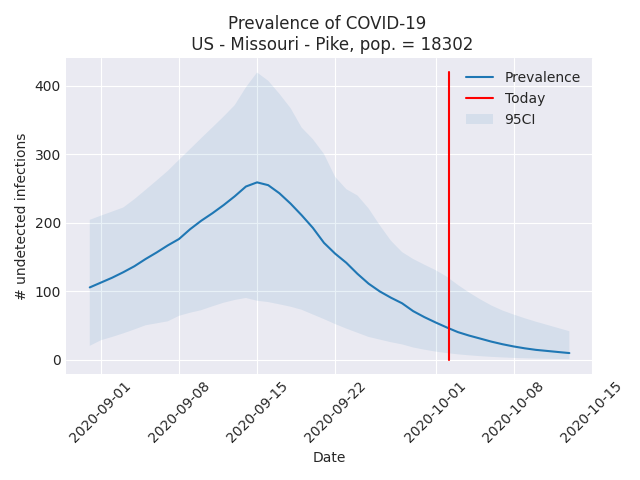 Prevalence of COVID-19
US - Missouri - Pike, pop. = 18302
# undetected infections
400
300
200
100
0
Prevalence
Today
95CI
2020-09-01
2020-09-08
2020-09-15
2020-09-22
2020-10-01
2020-10-08
2020-10-15
Date